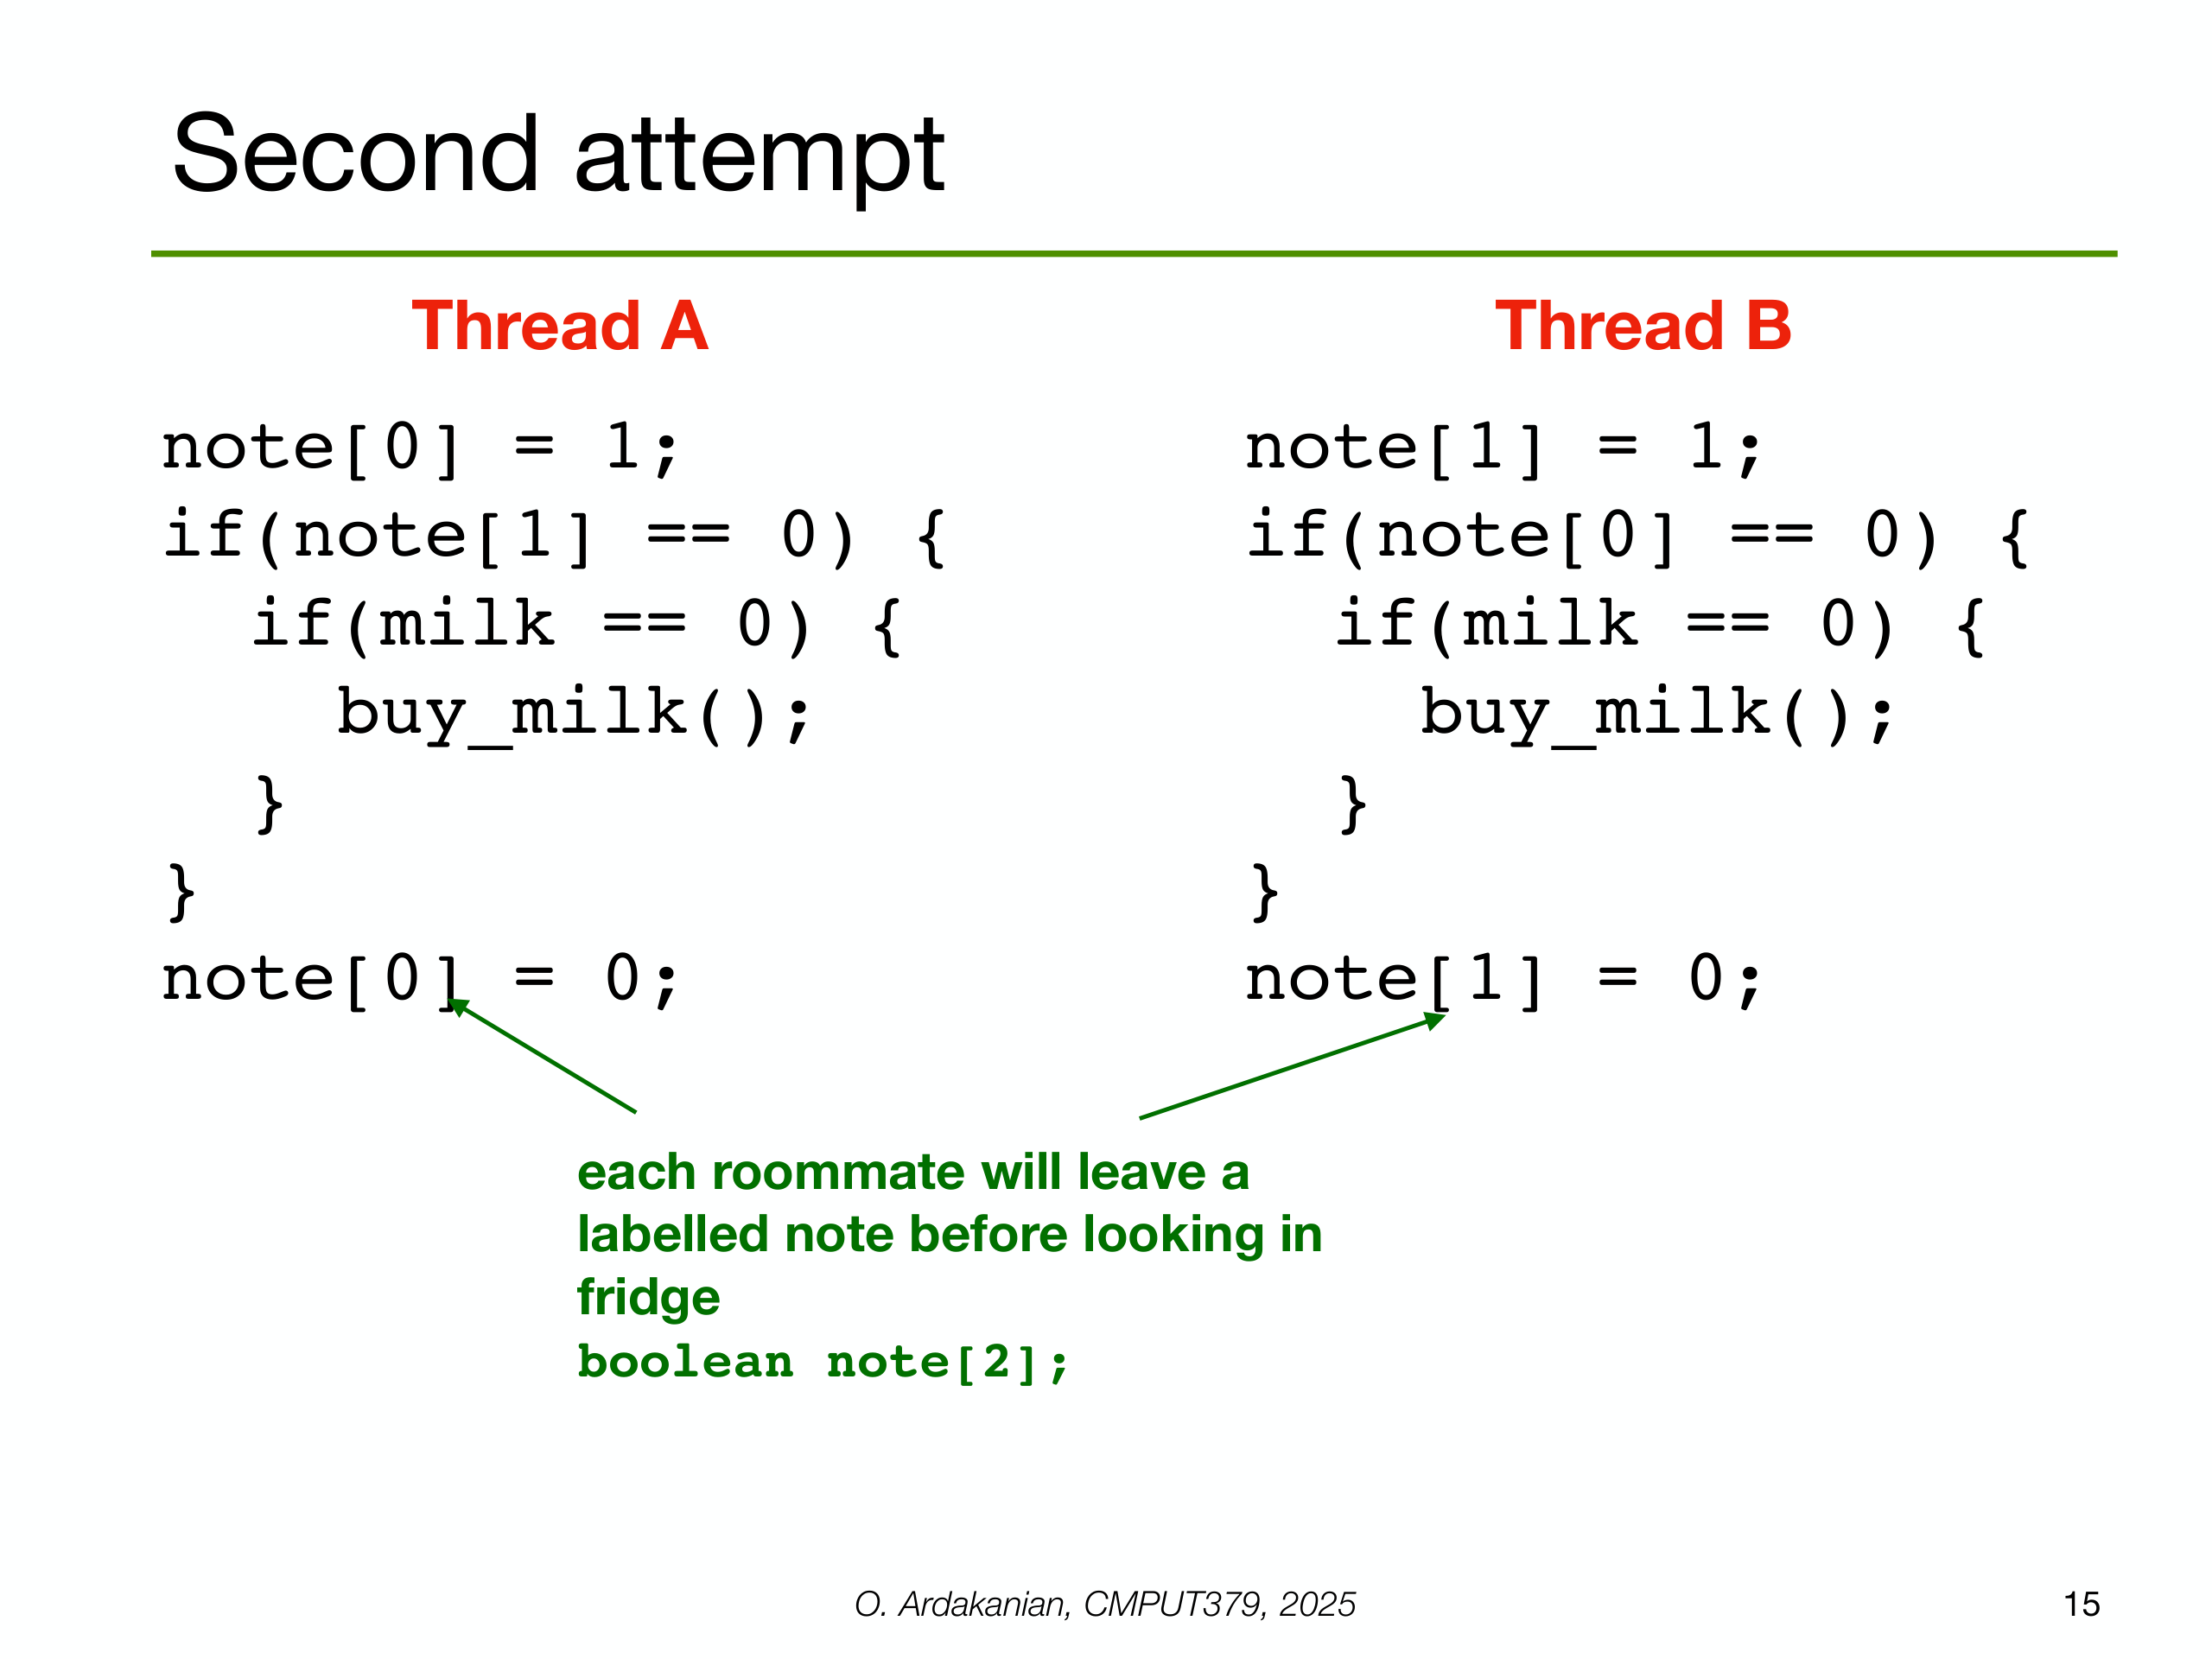 Second attempt
Thread A
note[0] = 1;
if(note[1] == 0) {
  if(milk == 0) {
    buy_milk();
  }
}
note[0] = 0;
Thread B
note[1] = 1;
if(note[0] == 0) {
  if(milk == 0) {
    buy_milk();
  }
}
note[1] = 0;
each roommate will leave a
labelled note before looking in
fridge
boolean note[2];
O. Ardakanian, CMPUT379, 2025
15